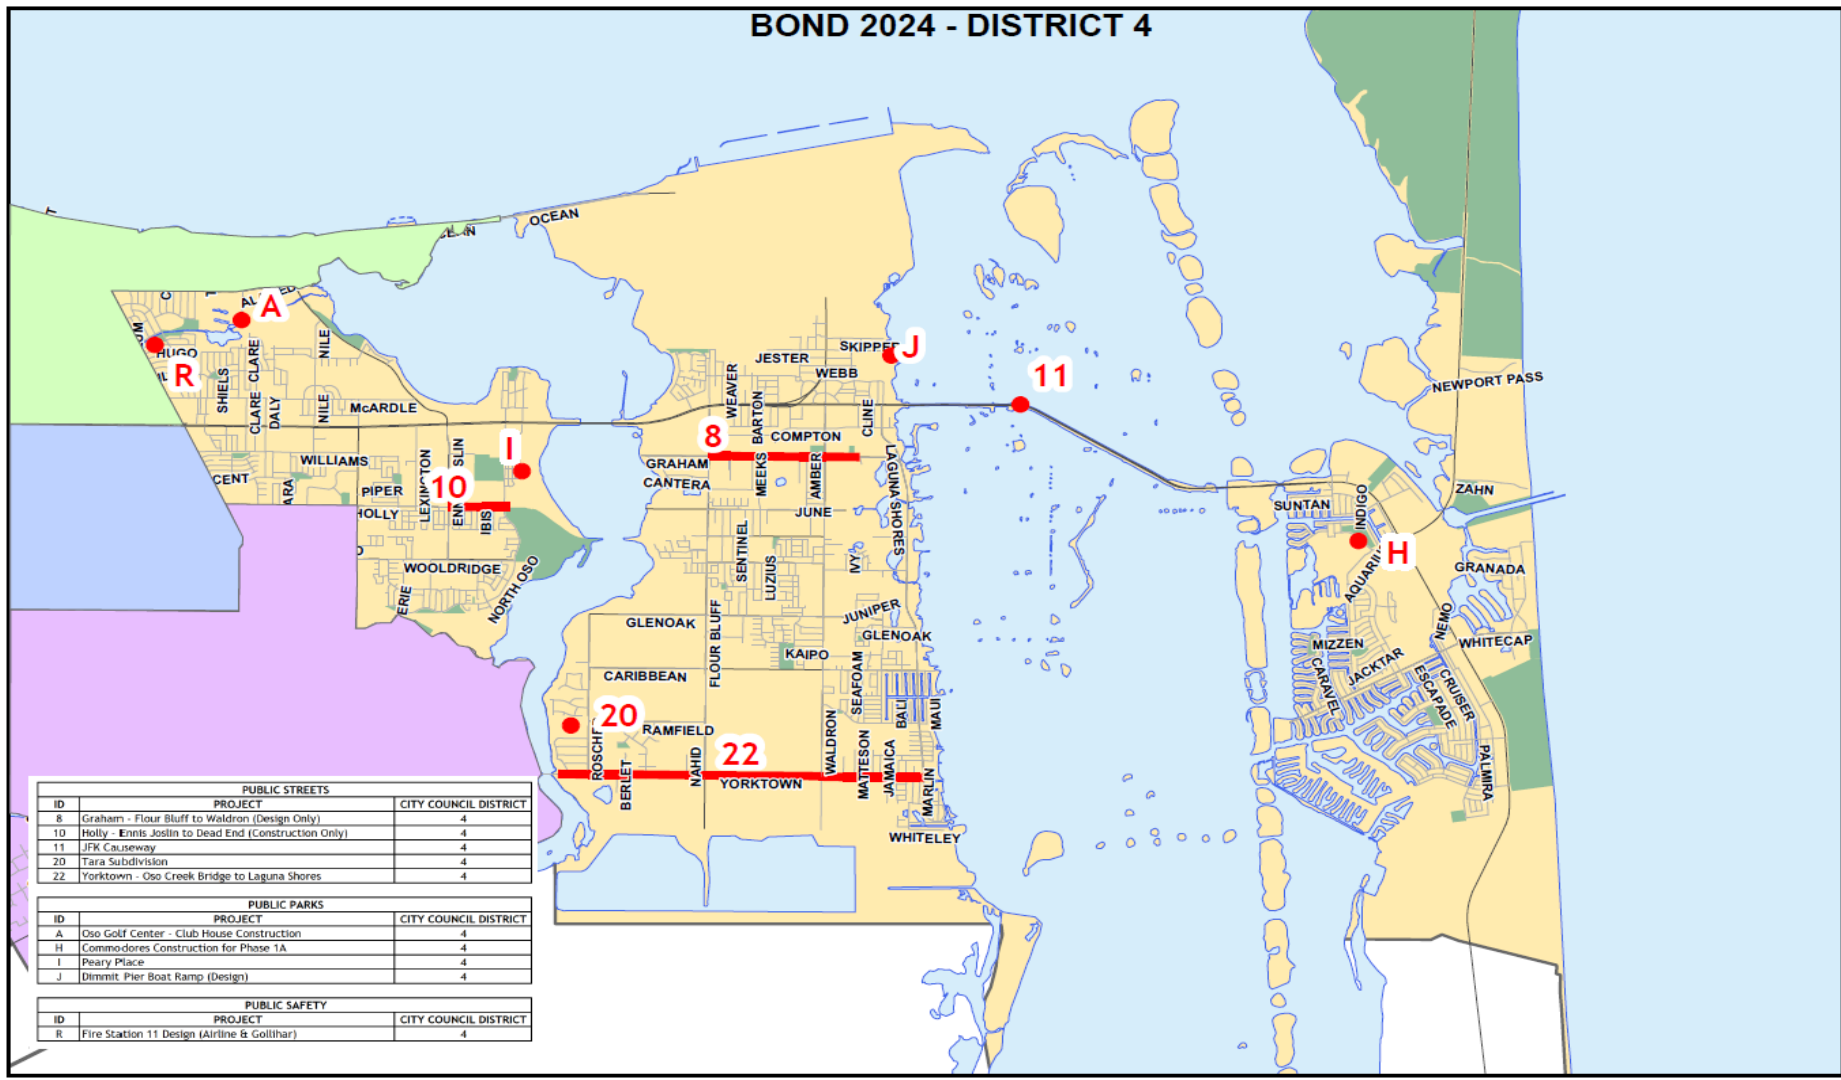 BOND 2024 - DISTRICT 4
OCEAN
A
HUGO
R
NILE
CLARE
CLARE
SHIELS
DALY
NILE
McARDLE
WILLIAMS
I
10
PIPER
LEXINGTON
IBIS
WOOLDRIDGE
ERIE
NORTH OSO
JESTER
J
WEBB
WEAVER
BARTON
CLINE
8
COMPTON
GRAHAM
CANTERA
MEEKS
AMBER
LAGUNA SHORES
JUNE
SENTINEL
LUZIUS
IVY
GLENOAK
FLOUR BLUFF
JUNIPER
GLENOAK
KAIPO
CARIBBEAN
SEAFOAM
20
RAMFIELD
WALDRON
BALI
MAUI
22
BERLET
NAHID
YORKTOWN
MATTESON
JAMAICA
MARLIN
WHITELEY
11
NEWPORT PASS
ZAHN
SUNTAN
INDIGO
H
GRANADA
NEMO
WHITECAP
MIZZEN
JACKTAR
CARAVEL
CRUISER
ESCAPADE
PALMIRA
PUBLIC STREETS
ID PROJECT CITY COUNCIL DISTRICT
8 Graham - Flour Bluff to Waldron (Design Only) 4
10 Holly - Ennis Joslin to Dead End (Construction Only) 4
11 JFK Causeway 4
20 Tara Subdivision 4
22 Yorktown - Oso Creek Bridge to Laguna Shores 4
PUBLIC PARKS
ID PROJECT CITY COUNCIL DISTRICT
A Oso Golf Center - Club House Construction 4
H Commodores Construction for Phase 1A 4
I Peary Place 4
J Dimmit Pier Boat Ramp (Design) 4
PUBLIC SAFETY
ID PROJECT CITY COUNCIL DISTRICT
R Fire Station 11 Design (Airline & Gollihar) 4